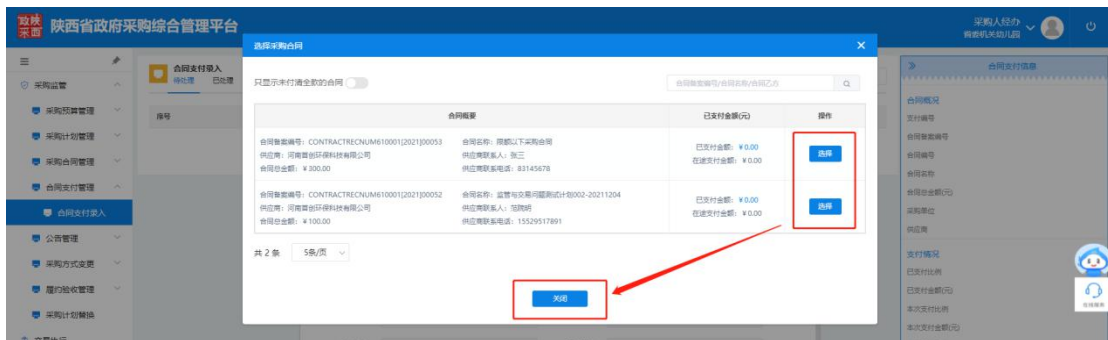 政陕
采西
陕西省政府采购综合管理平台
采购人经办
采购监管
采购预算管理
采购计划管理
采购合同管理
合同支付管理
合同支付录入
公告管理
采购方式变更
履约验收管理
采购计划替换
合同支付录入
待处理 已处理
序号
选择采购合同
只显示未付清全款的合同
合同备案编号/合同名称/合同乙方
合同概要 已支付金额(元) 操作
合同备案编号：CONTRACTRECNUM610001[2021]00053 合同名称：限额以下采购合同
供应商：河南首创环保科技有限公司 供应商联系人：张三
合同总金额：￥300.00 供应商联系电话：83145678
已支付金额：￥0.00
在途支付金额：￥0.00
选择
合同备案编号：CONTRACTRECNUM610001[2021]00052 合同名称：监管与交易问题测试计划002-20211204
供应商：河南首创环保科技有限公司 供应商联系人：范晓明
合同总金额：￥100.00 供应商联系电话：15529517891
已支付金额：￥0.00
在途支付金额：￥0.00
选择
共 2 条 5条/页
关闭
合同支付信息
合同概况
支付编号
合同备案编号
合同编号
合同名称
合同总金额(元)
采购单位
供应商
支付情况
已支付比例
已支付金额(元)
本次支付比例
本次支付金额(元)
在线服务